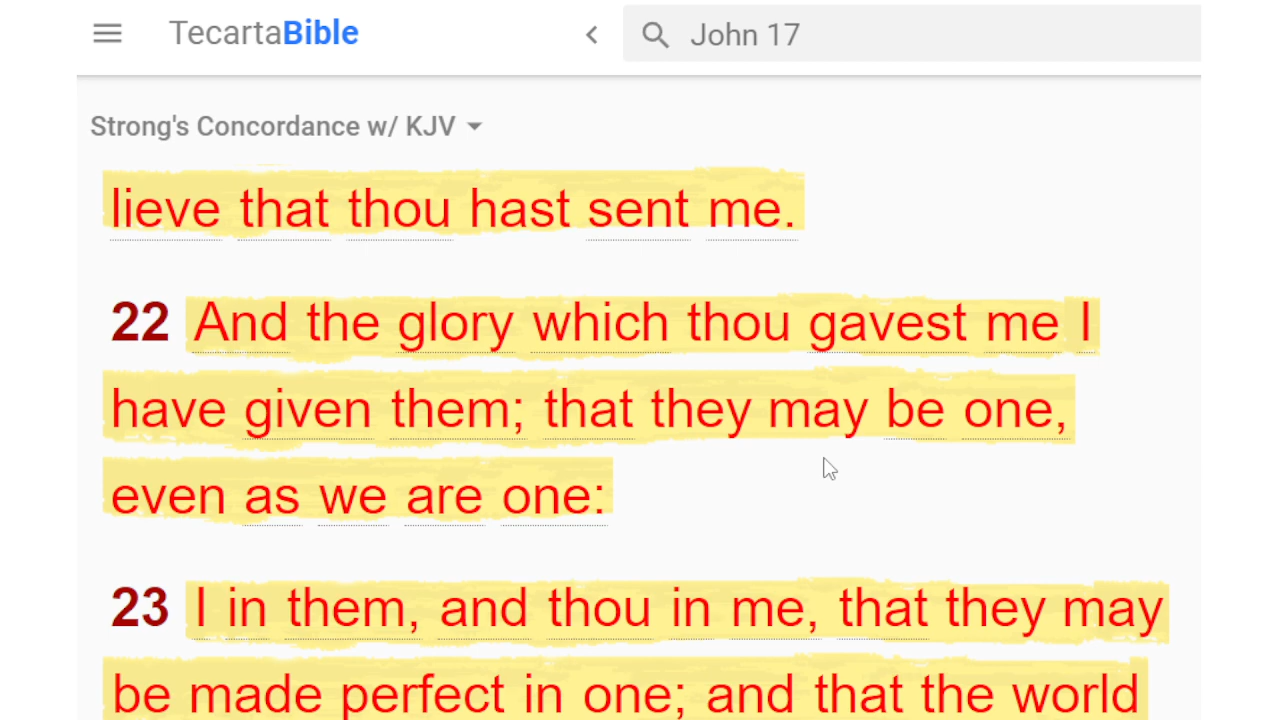 TecartaBible
John 17
Strong's Concordance w/ KJV
lieve that thou hast sent me.
22 And the glory which thou gavest me I
have given them; that they may be one,
even as we are one:
23 I in them, and thou in me, that they may
be made perfect in one; and that the world